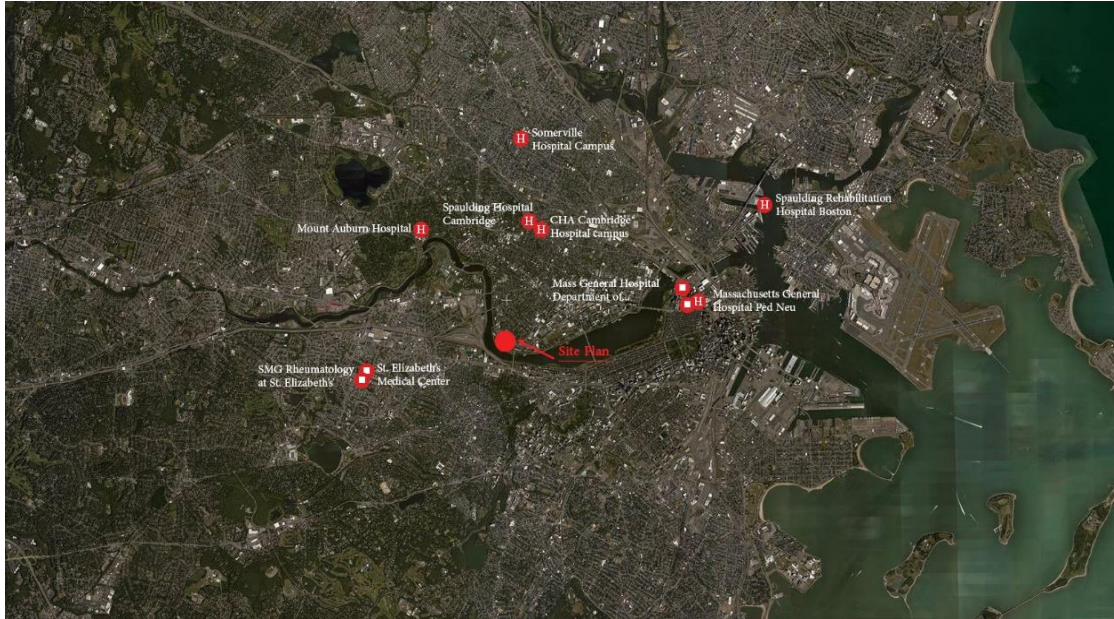 H
Somerville
Hospital Campus
Spaulding Hospital
Cambridge
H
H
CHA Cambridge
Hospital campus
Mount Auburn Hospital
H
H
Spaulding Rehabilitation
Hospital Boston
Mass General Hospital
Department of...
H
Massachusetts General
Hospital Ped Neu
Site Plan
SMG Rheumatology
at St. Elizabeth's
St. Elizabeth's
Medical Center